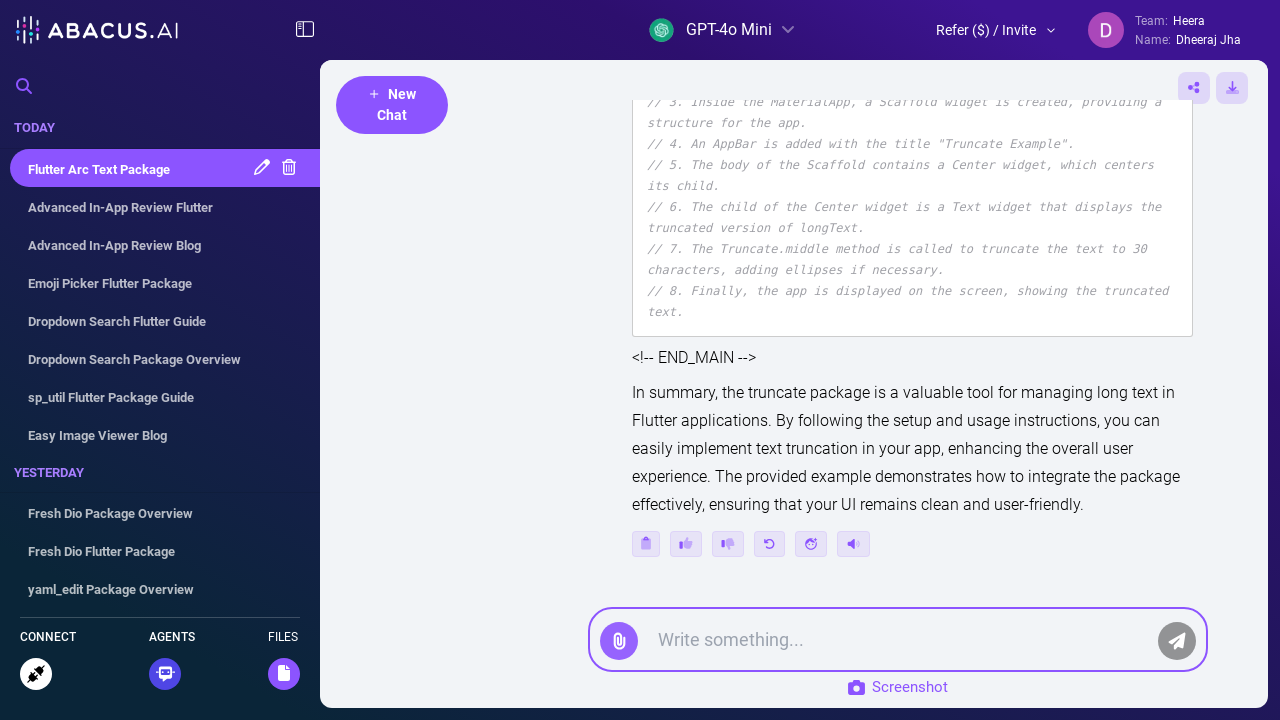 ABACUS.AI
GPT-4o Mini
Refer ($) / Invite
D
Team: Heera
Name: Dheeraj Jha
TODAY
Flutter Arc Text Package
Advanced In-App Review Flutter
Advanced In-App Review Blog
Emoji Picker Flutter Package
Dropdown Search Flutter Guide
Dropdown Search Package Overview
sp_util Flutter Package Guide
Easy Image Viewer Blog
YESTERDAY
Fresh Dio Package Overview
Fresh Dio Flutter Package
yaml_edit Package Overview
CONNECT
AGENTS
FILES
+ New
Chat
// 3. Inside the MaterialApp, a Scaffold widget is created, providing a
structure for the app.
// 4. An AppBar is added with the title "Truncate Example".
// 5. The body of the Scaffold contains a Center widget, which centers
its child.
// 6. The child of the Center widget is a Text widget that displays the
truncated version of longText.
// 7. The Truncate.middle method is called to truncate the text to 30
characters, adding ellipses if necessary.
// 8. Finally, the app is displayed on the screen, showing the truncated
text.
<!-- END_MAIN -->
In summary, the truncate package is a valuable tool for managing long text in
Flutter applications. By following the setup and usage instructions, you can
easily implement text truncation in your app, enhancing the overall user
experience. The provided example demonstrates how to integrate the package
effectively, ensuring that your UI remains clean and user-friendly.
Write something...
Screenshot